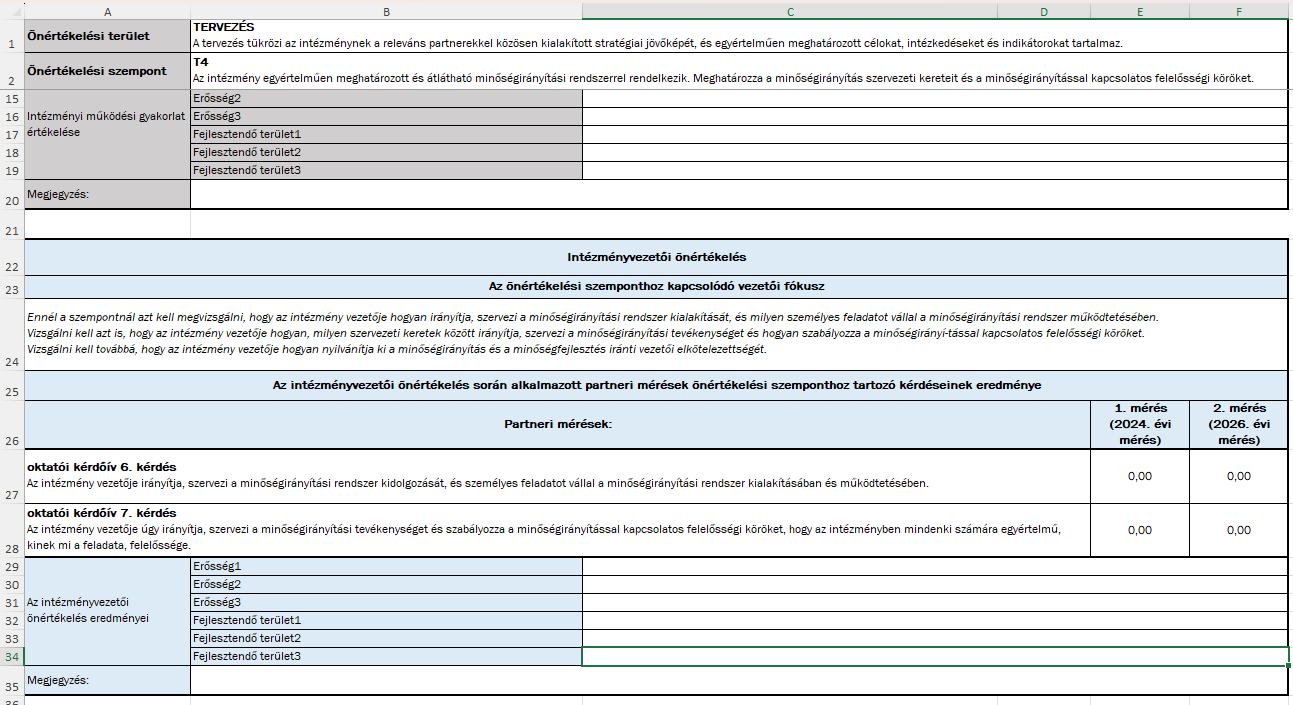 A B C D E F
1 Önértékelési terület TERVEZÉS
A tervezés tükrözi az intézménynek a releváns partnerekkel közösen kialakított stratégiai jövőképét, és egyértelműen meghatározott célokat, intézkedéseket és indikátorokat tartalmaz.
2 Önértékelési szempont T4
Az intézmény egyértelműen meghatározott és átlátható minőségirányítási rendszerrel rendelkezik. Meghatározza a minőségirányítás szervezeti kereteit és a minőségirányítással kapcsolatos felelősségi köröket.
15 Erősség2
16 Intézményi működési gyakorlat Erősség3
értékelése
17 Fejlesztendő terület1
18 Fejlesztendő terület2
19 Fejlesztendő terület3
20 Megjegyzés:
21
22 Intézményvezetői önértékelés
23 Az önértékelési szemponthoz kapcsolódó vezetői fókusz
Ennél a szempontnál azt kell megvizsgálni, hogy az intézmény vezetője hogyan irányítja, szervezi a minőségirányítási rendszer kialakítását, és milyen személyes feladatot vállal a minőségirányítási rendszer működtetésében.
Vizsgálni kell azt is, hogy az intézmény vezetője hogyan, milyen szervezeti keretek között irányítja, szervezi a minőségirányítási tevékenységet és hogyan szabályozza a minőségirányí-tással kapcsolatos felelősségi köröket.
24 Vizsgálni kell továbbá, hogy az intézmény vezetője hogyan nyilvánítja ki a minőségirányítás és a minőségfejlesztés iránti vezetői elkötelezettségét.
25 Az intézményvezetői önértékelés során alkalmazott partneri mérések önértékelési szemponthoz tartozó kérdéseinek eredménye
26 Partneri mérések:
1. mérés
(2024. évi
mérés)
2. mérés
(2026. évi
mérés)
oktatói kérdőív 6. kérdés
27 Az intézmény vezetője irányítja, szervezi a minőségirányítási rendszer kidolgozását, és személyes feladatot vállal a minőségirányítási rendszer kialakításában és működtetésében.
0,00 0,00
oktatói kérdőív 7. kérdés
Az intézmény vezetője úgy irányítja, szervezi a minőségirányítási tevékenységet és szabályozza a minőségirányítással kapcsolatos felelősségi köröket, hogy az intézményben mindenki számára egyértelmű,
28 kinek mi a feladata, felelőssége.
0,00 0,00
29 Erősség1
30 Erősség2
31 Az intézményvezetői Erősség3
önértékelés eredményei
32 Fejlesztendő terület1
33 Fejlesztendő terület2
34 Fejlesztendő terület3
35 Megjegyzés: